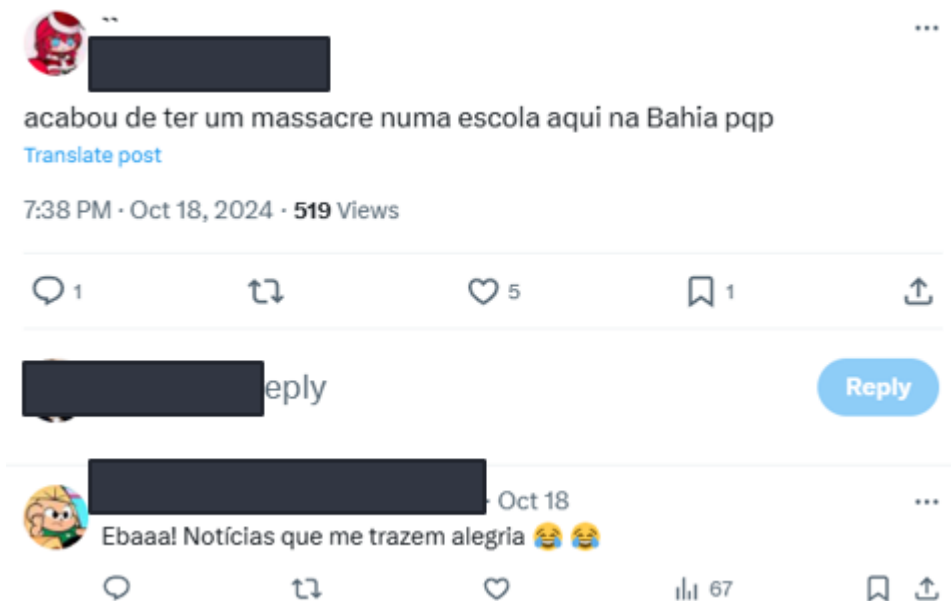 acabou de ter um massacre numa escola aqui na Bahia pqp
Translate post
7:38 PM · Oct 18, 2024 · 519 Views
1
5
1
eply
Reply
· Oct 18
Ebaaa! Notícias que me trazem alegria 😂 😂
67